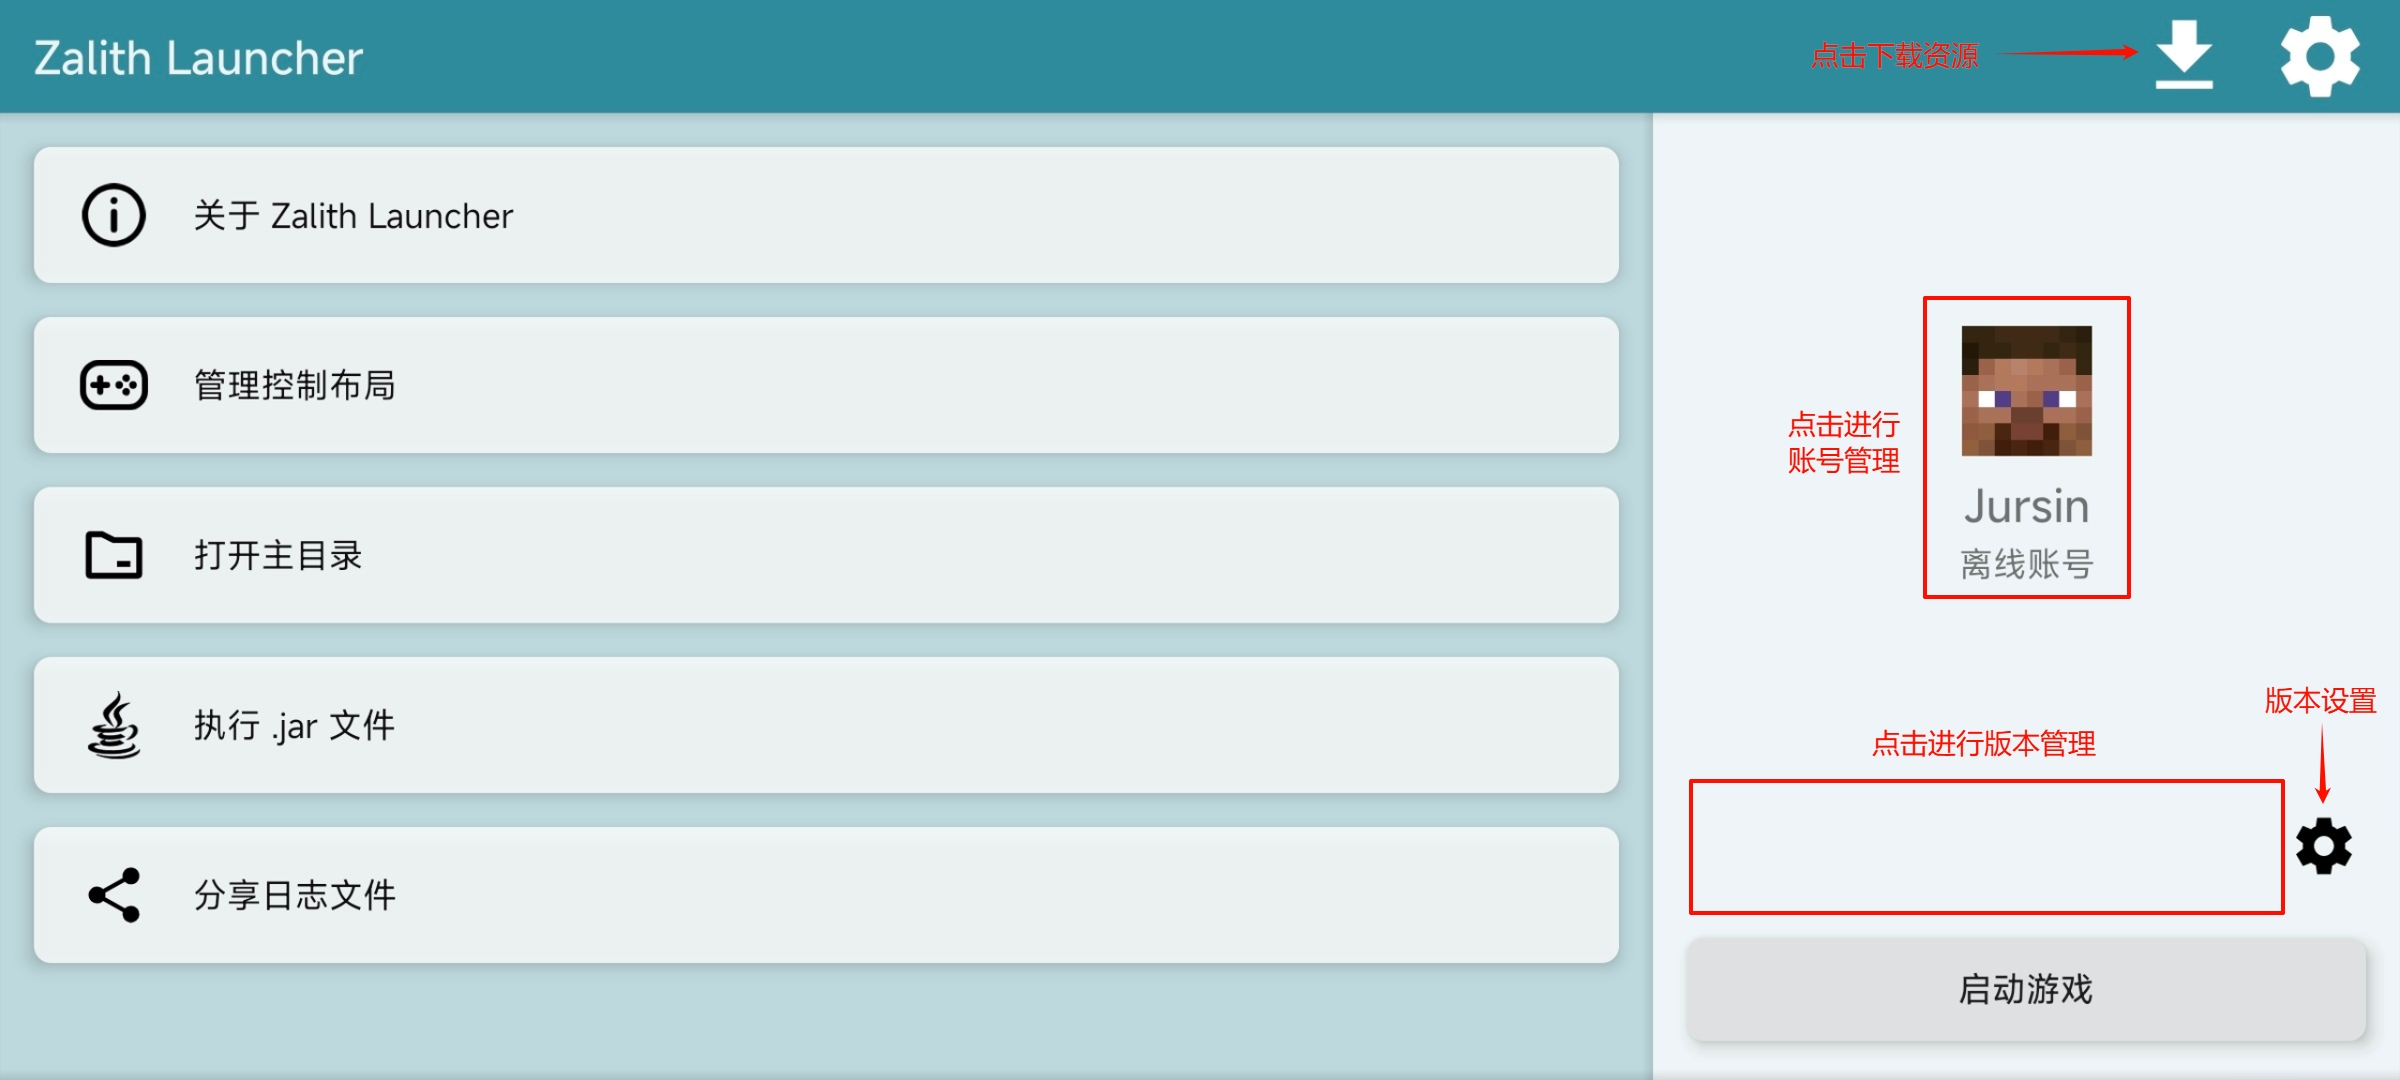 Zalith Launcher
点击下载资源
关于 Zalith Launcher
管理控制布局
打开主目录
执行 .jar 文件
分享日志文件
点击进行
账号管理
Jursin
离线账号
版本设置
点击进行版本管理
启动游戏